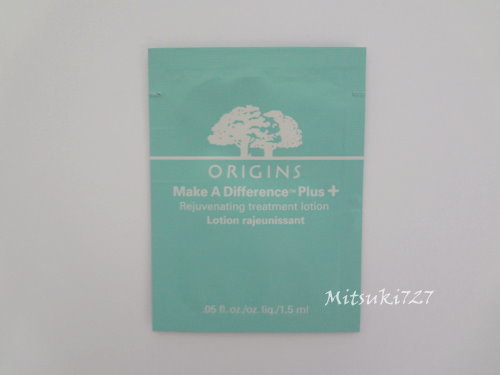 ORIGINS
Make A Difference™ Plus +
Rejuvenating treatment lotion
Lotion rajeunissant
Mitsuki727
.05 fl. oz./oz. liq./1.5 ml